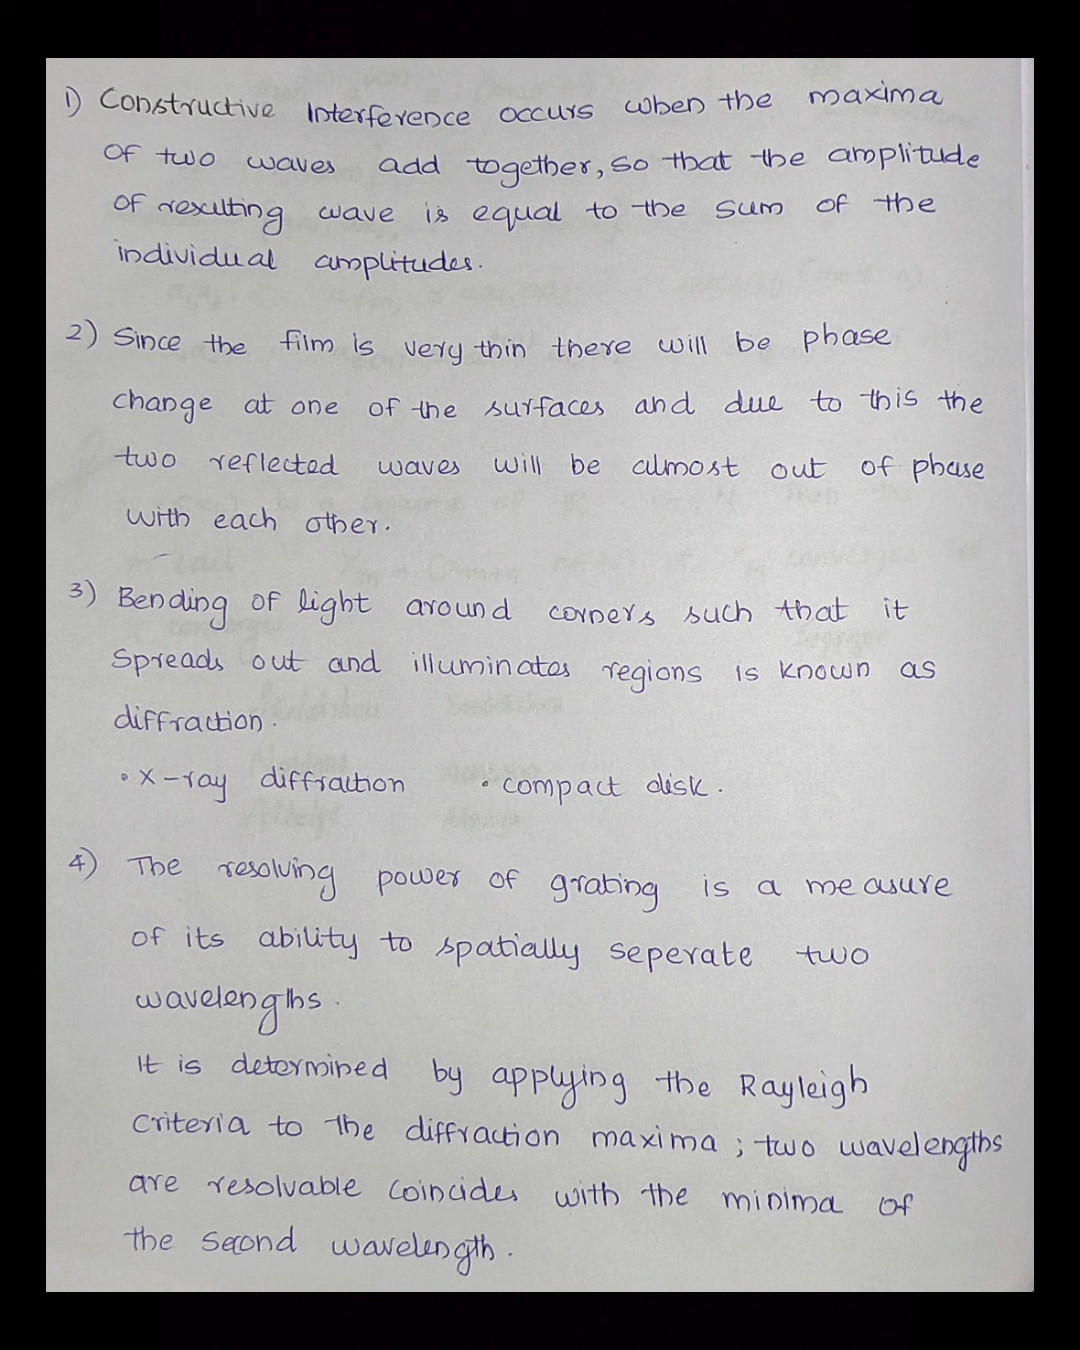 1) Constructive Interference occurs when the maxima
of two waves add together, so that the amplitude
of resulting wave is equal to the sum of the
individual amplitudes.
2) Since the film is very thin there will be phase
change at one of the surfaces and due to this the
two reflected waves will be almost out of phase
with each other.
3) Bending of light around corners such that it
spreads out and illuminates regions is known as
diffraction.
• X-ray diffraction • compact disk.
4) The resolving power of grating is a measure
of its ability to spatially seperate two
wavelengths.
It is determined by applying the Rayleigh
criteria to the diffraction maxima; two wavelengths
are resolvable coincides with the minima of
the second wavelength.